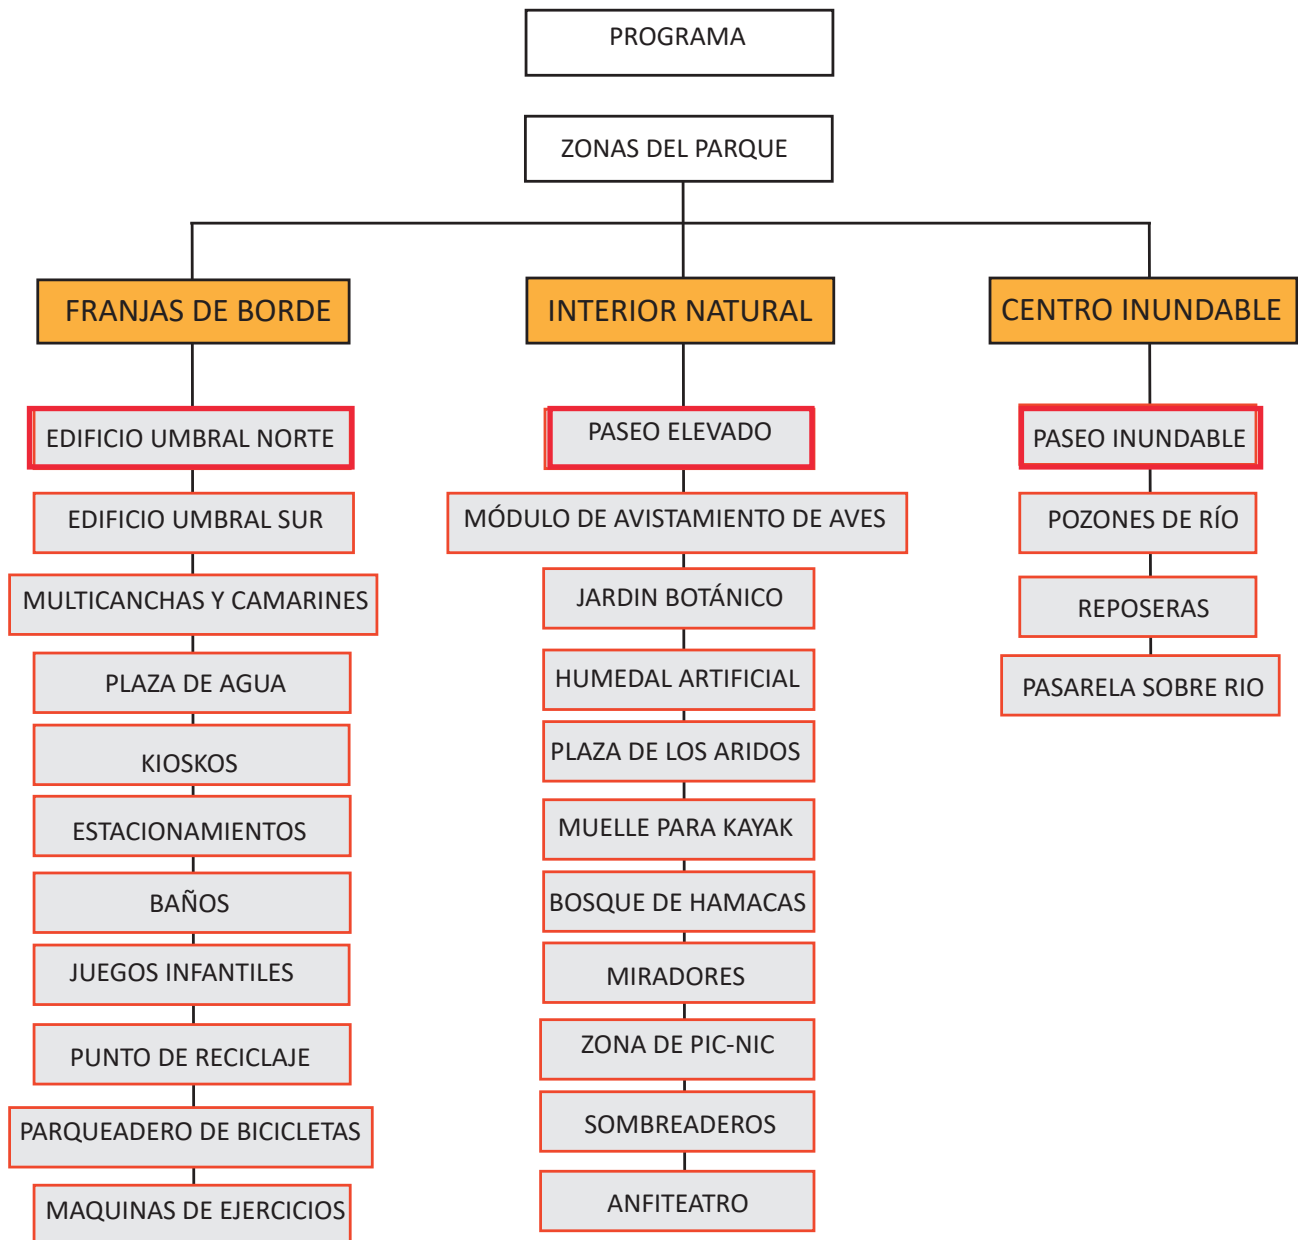 PROGRAMA
ZONAS DEL PARQUE
FRANJAS DE BORDE
EDIFICIO UMBRAL NORTE
EDIFICIO UMBRAL SUR
MULTICANCHAS Y CAMARINES
PLAZA DE AGUA
KIOSKOS
ESTACIONAMIENTOS
BAÑOS
JUEGOS INFANTILES
PUNTO DE RECICLAJE
PARQUEADERO DE BICICLETAS
MAQUINAS DE EJERCICIOS
INTERIOR NATURAL
PASEO ELEVADO
MÓDULO DE AVISTAMIENTO DE AVES
JARDIN BOTÁNICO
HUMEDAL ARTIFICIAL
PLAZA DE LOS ARIDOS
MUELLE PARA KAYAK
BOSQUE DE HAMACAS
MIRADORES
ZONA DE PIC-NIC
SOMBREADEROS
ANFITEATRO
CENTRO INUNDABLE
PASEO INUNDABLE
POZONES DE RÍO
REPOSERAS
PASARELA SOBRE RIO